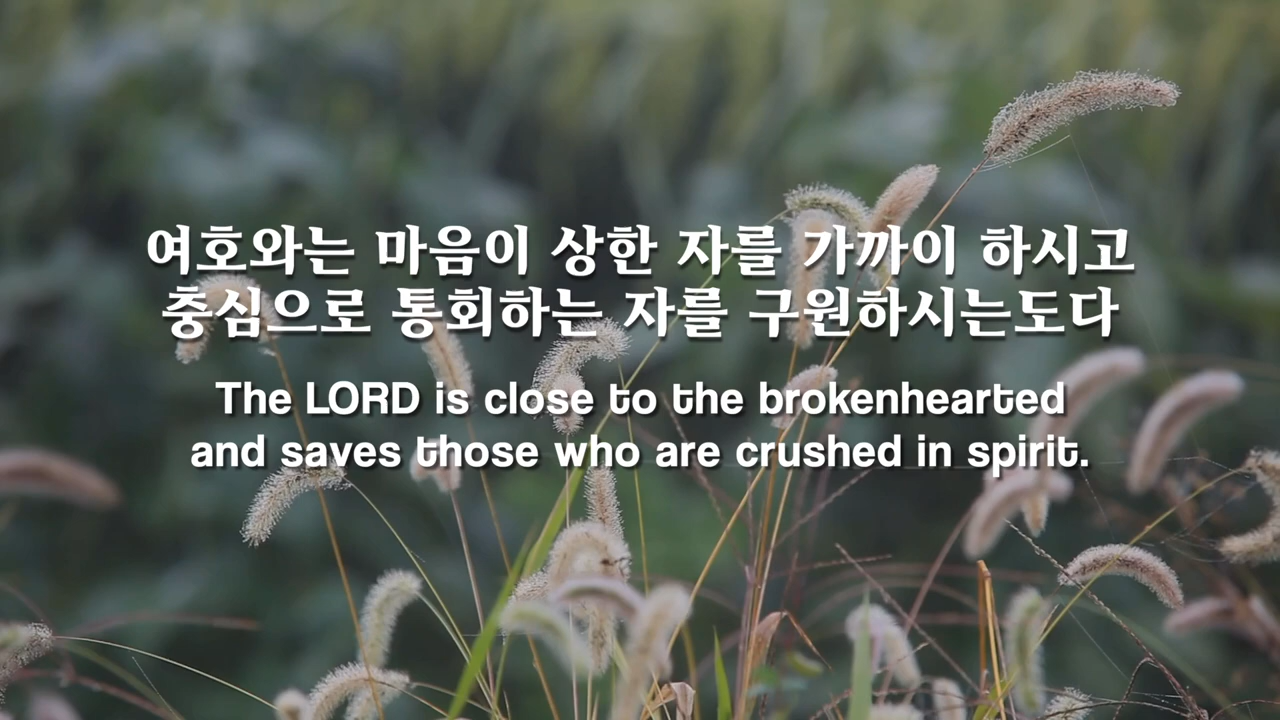 여호와는 마음이 상한 자를 가까이 하시고
충심으로 통회하는 자를 구원하시는도다
The LORD is close to the brokenhearted
and saves those who are crushed in spirit.